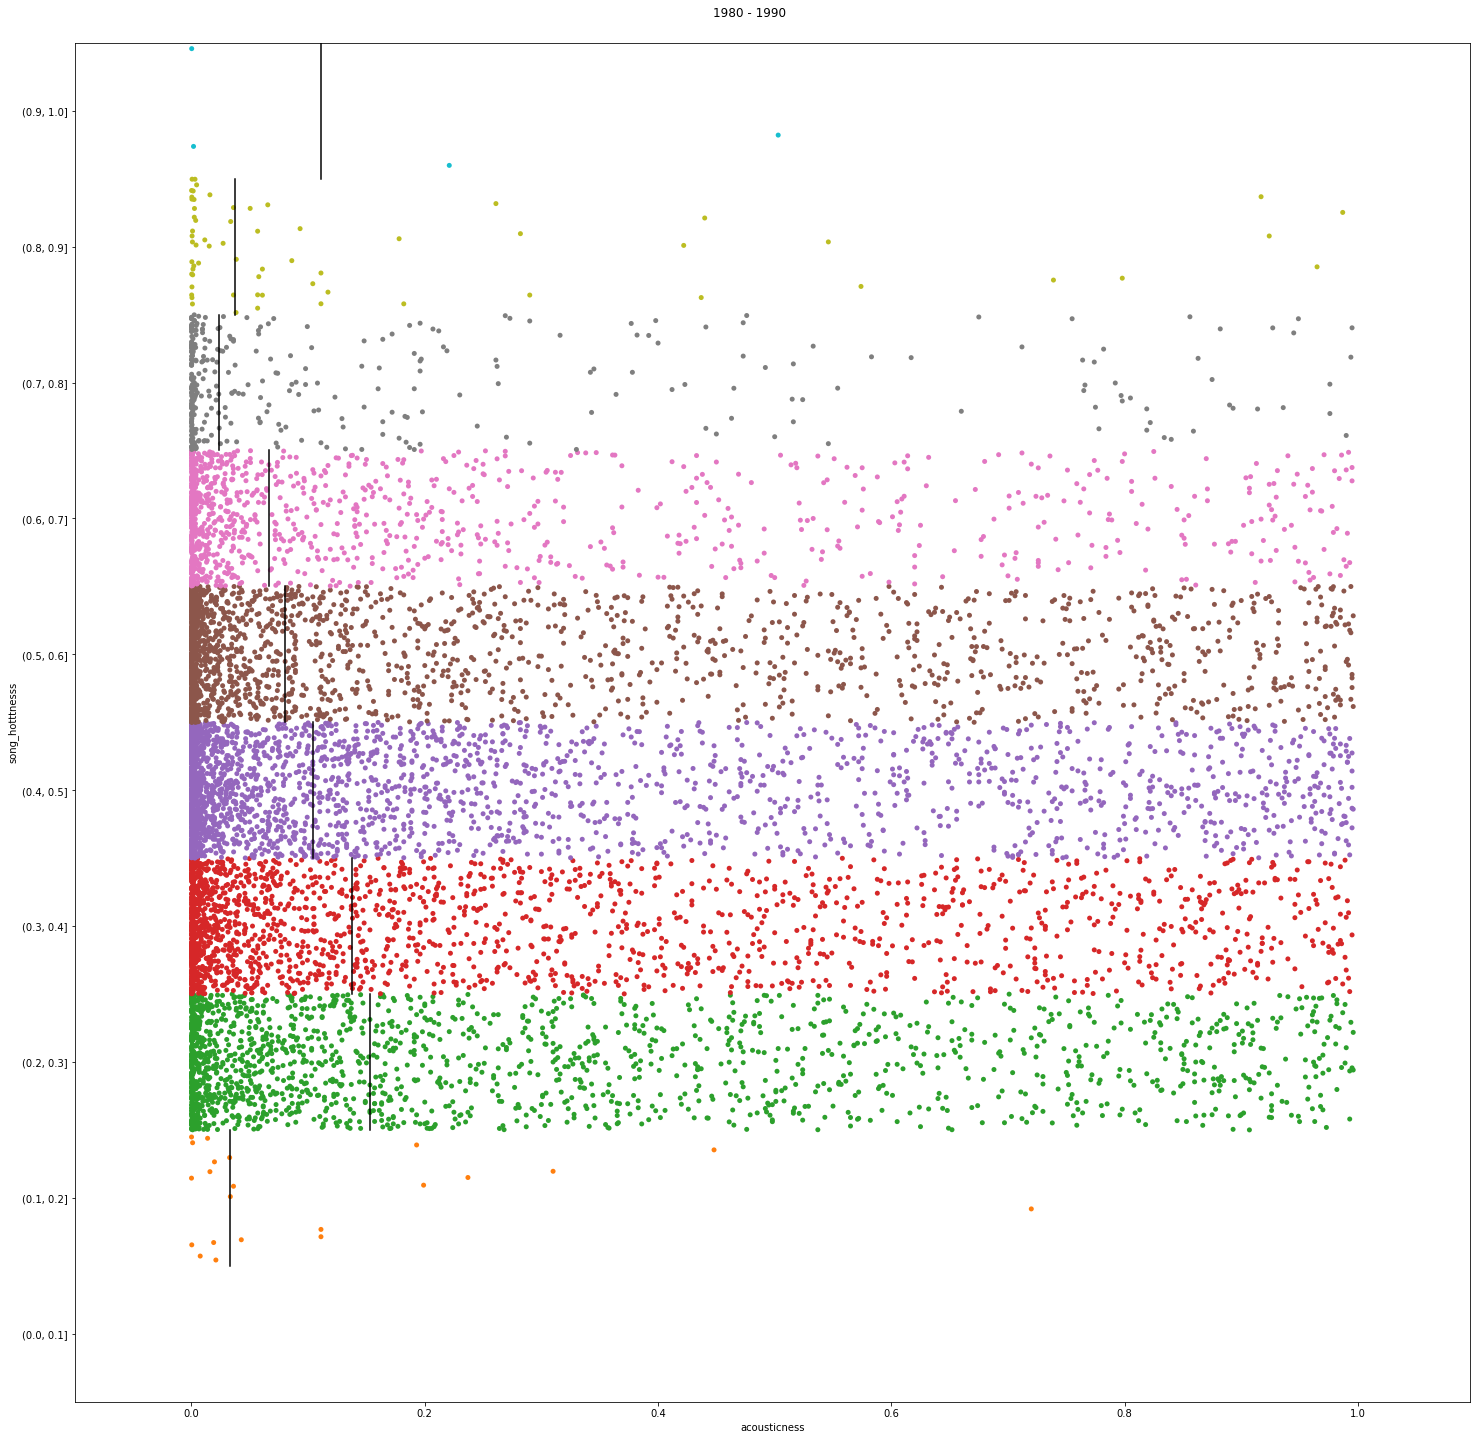 1980 - 1990
(0.9, 1.0]
(0.8, 0.9]
(0.7, 0.8]
(0.6, 0.7]
(0.5, 0.6]
song_hotttnesss
(0.4, 0.5]
(0.3, 0.4]
(0.2, 0.3]
(0.1, 0.2]
(0.0, 0.1]
0.0 0.2 0.4 0.6 0.8 1.0
acousticness